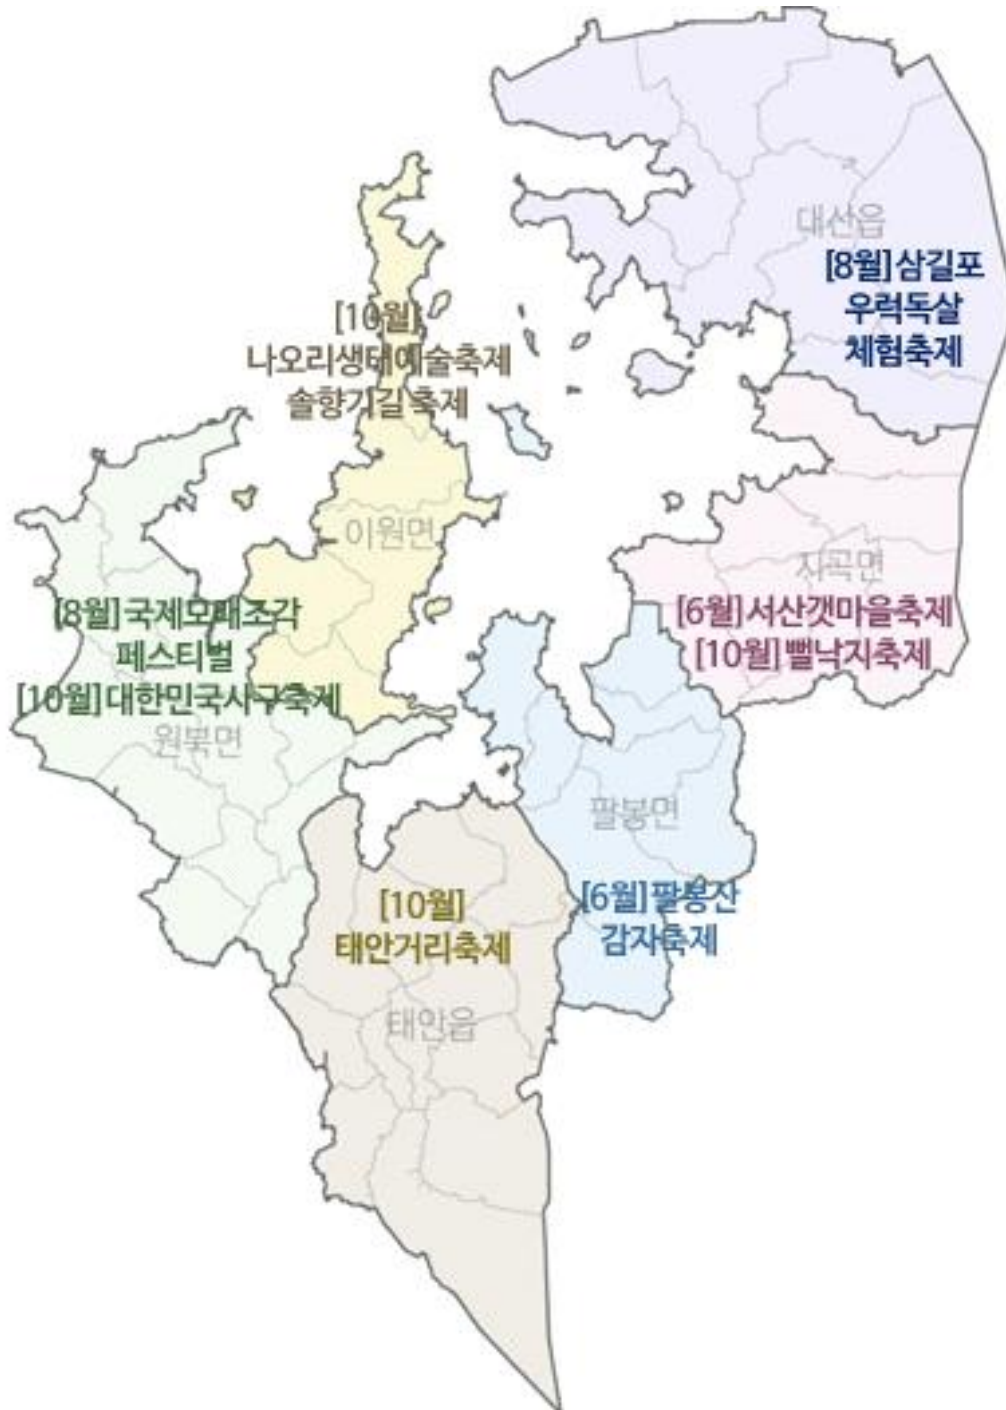 대산읍
[8월] 삼길포
우럭독살
체험축제
[10월]
나오리생태예술축제
솔향기길 축제
이원면
지곡면
[6월] 서산갯마을축제
[10월] 뻘낙지축제
[8월] 국제모래조각
페스티벌
[10월] 대한민국사구축제
원북면
팔봉면
[6월] 팔봉산
감자축제
[10월]
태안거리축제
태안읍